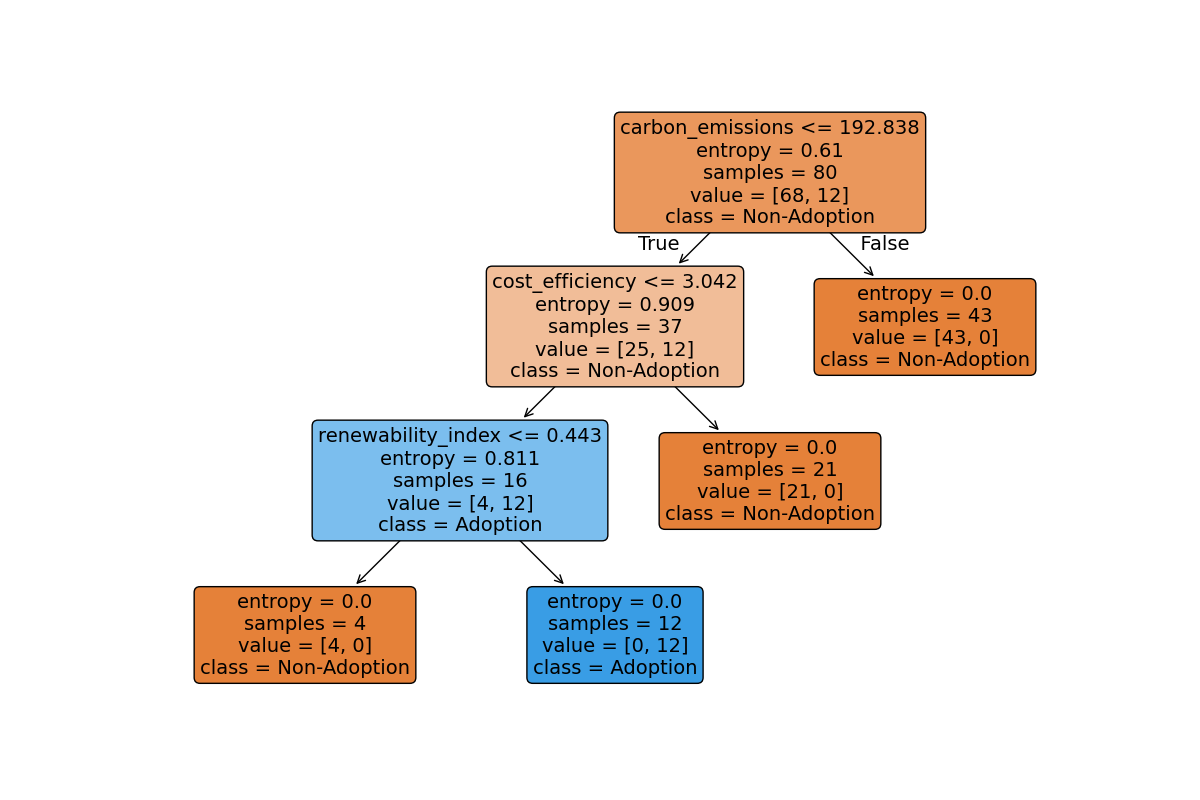 carbon_emissions <= 192.838
entropy = 0.61
samples = 80
value = [68, 12]
class = Non-Adoption
True
False
cost_efficiency <= 3.042
entropy = 0.909
samples = 37
value = [25, 12]
class = Non-Adoption
entropy = 0.0
samples = 43
value = [43, 0]
class = Non-Adoption
renewability_index <= 0.443
entropy = 0.811
samples = 16
value = [4, 12]
class = Adoption
entropy = 0.0
samples = 21
value = [21, 0]
class = Non-Adoption
entropy = 0.0
samples = 4
value = [4, 0]
class = Non-Adoption
entropy = 0.0
samples = 12
value = [0, 12]
class = Adoption